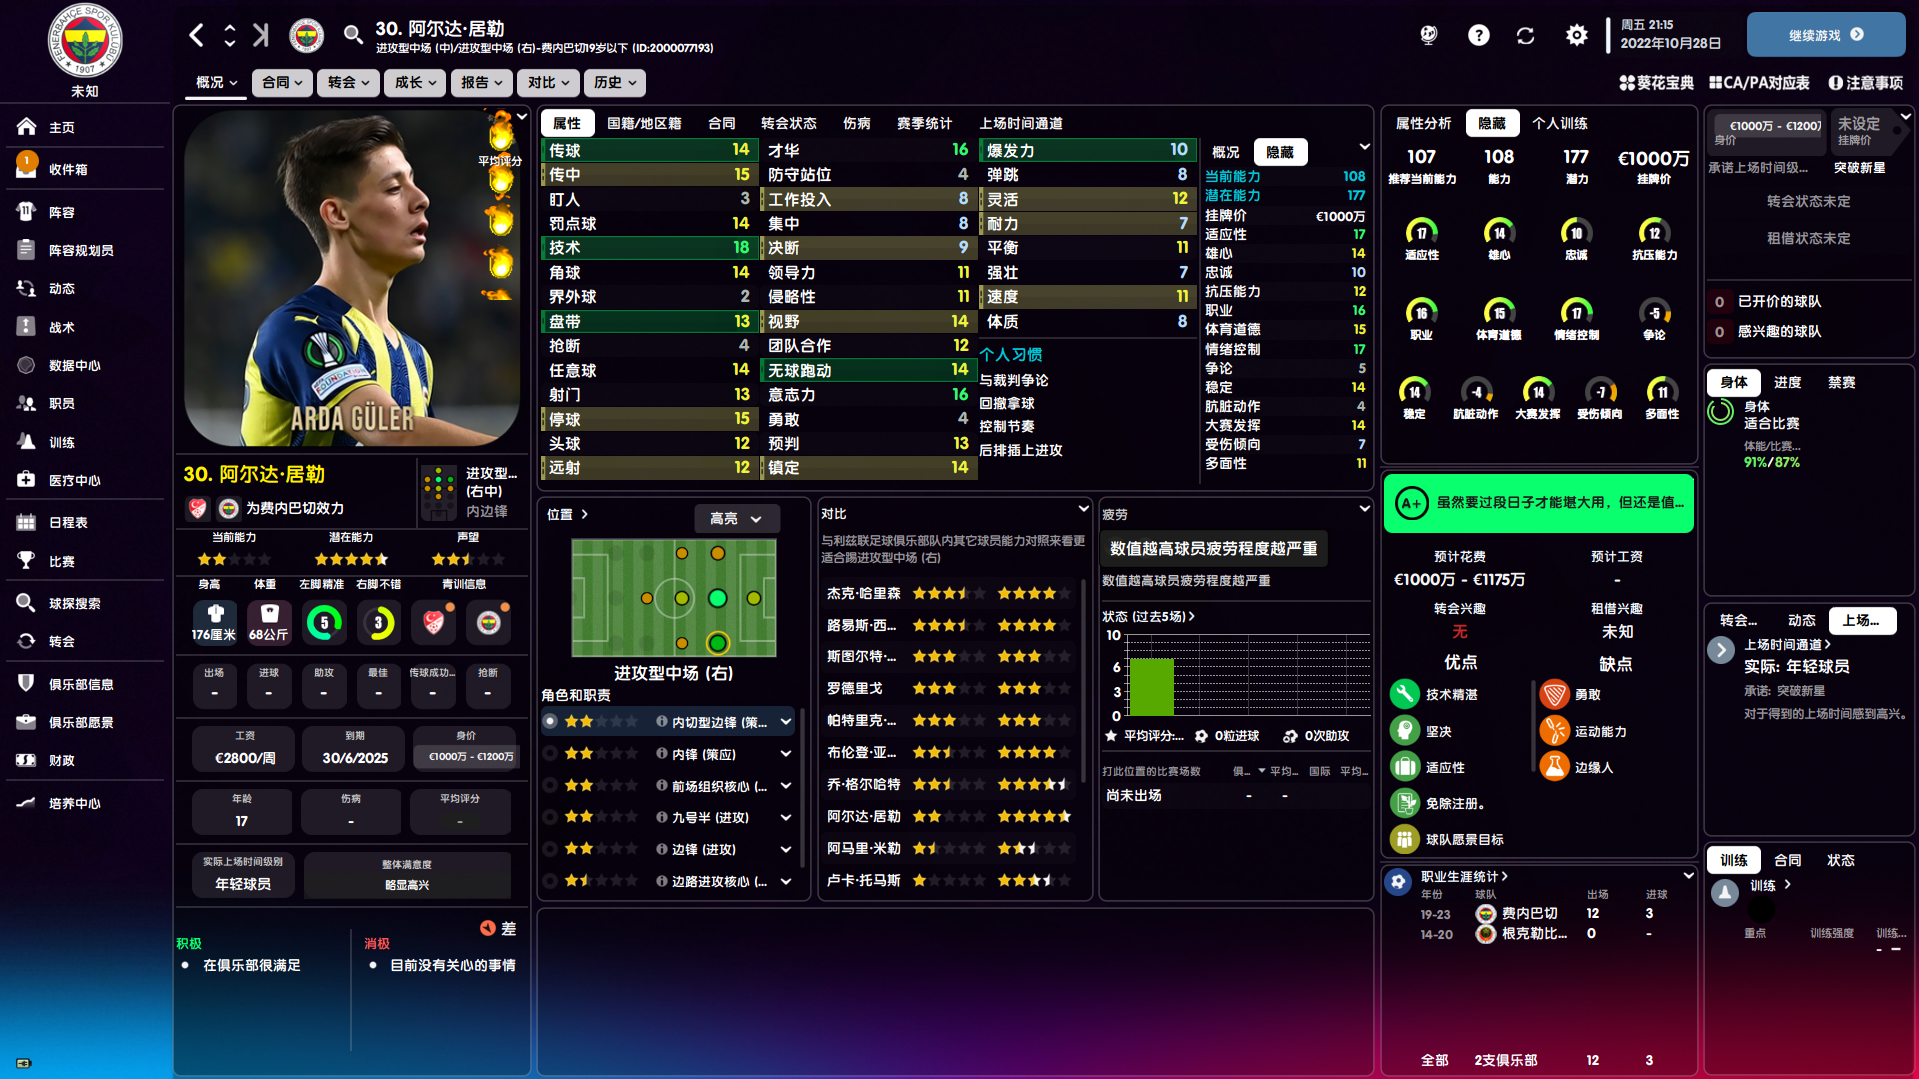 30. 阿尔达·居勒
进攻型中场 (中)/进攻型中场 (右)-费内巴切19岁以下 (ID:2000077193)
周五 21:15
2022年10月28日
继续游戏
未知
概况
合同
转会
成长
报告
对比
历史
葵花宝典
CA/PA对应表
注意事项
主页
1
收件箱
阵容
阵容规划员
动态
战术
数据中心
职员
训练
医疗中心
日程表
比赛
球探搜索
转会
俱乐部信息
俱乐部愿景
财政
培养中心
平均评分
ARDA GÜLER
30. 阿尔达·居勒
为费内巴切效力
进攻型...
(右中)
内边锋
当前能力
潜在能力
声望
身高
体重
左脚精准
右脚不错
青训信息
176厘米
68公斤
5
3
出场
进球
助攻
最佳
传球成功...
抢断
-
-
-
-
-
-
工资
到期
身价
€2800/周
30/6/2025
€1000万 - €1200万
年龄
伤病
平均评分
17
-
-
实际上场时间级别
整体满意度
年轻球员
略显高兴
差
积极
消极
在俱乐部很满足
目前没有关心的事情
属性
国籍/地区籍
合同
转会状态
伤病
赛季统计
上场时间通道
传球 14
传中 15
盯人 3
罚点球 14
技术 18
角球 14
界外球 2
盘带 13
抢断 4
任意球 14
射门 13
停球 15
头球 12
远射 12
才华 16
防守站位 4
工作投入 8
集中 8
决断 9
领导力 11
侵略性 11
视野 14
团队合作 12
无球跑动 14
意志力 16
勇敢 4
预判 13
镇定 14
爆发力 10
弹跳 8
灵活 12
耐力 7
平衡 11
强壮 7
速度 11
体质 8
个人习惯
与裁判争论
回撤拿球
控制节奏
后排插上进攻
概况
隐藏
当前能力 108
潜在能力 177
挂牌价 €1000万
适应性 17
雄心 14
忠诚 10
抗压能力 12
职业 16
体育道德 15
情绪控制 17
争论 5
稳定 14
肮脏动作 4
大赛发挥 14
受伤倾向 7
多面性 11
位置
高亮
进攻型中场 (右)
角色和职责
内切型边锋 (策...
内锋 (策应)
前场组织核心 (...
九号半 (进攻)
边锋 (进攻)
边路进攻核心 (...
对比
与利兹联足球俱乐部队内其它球员能力对照来看更
适合踢进攻型中场 (右)
杰克·哈里森
路易斯·西...
斯图尔特·...
罗德里戈
帕特里克·...
布伦登·亚...
乔·格尔哈特
阿尔达·居勒
阿马里·米勒
卢卡·托马斯
疲劳
数值越高球员疲劳程度越严重
数值越高球员疲劳程度越严重
状态 (过去5场)
10
6
3
0
平均评分:...
0粒进球
0次助攻
打此位置的比赛场数
俱...
平均...
国际
平均...
尚未出场
-
-
属性分析
隐藏
个人训练
107
108
177
€1000万
推荐当前能力
能力
潜力
挂牌价
17
14
10
12
适应性
雄心
忠诚
抗压能力
16
15
17
-5
职业
体育道德
情绪控制
争论
14
-4
14
-7
11
稳定
肮脏动作
大赛发挥
受伤倾向
多面性
A+
虽然要过段日子才能堪大用，但还是值...
预计花费
预计工资
€1000万 - €1175万
-
转会兴趣
租借兴趣
无
未知
优点
缺点
技术精湛
勇敢
坚决
运动能力
适应性
边缘人
免除注册。
球队愿景目标
职业生涯统计
年份
球队
出场
进球
19-23
费内巴切
12
3
14-20
根克勒比...
0
-
全部
2支俱乐部
12
3
€1000万 - €1200万
身价
未设定
挂牌价
承诺上场时间级...
突破新星
转会状态未定
租借状态未定
0
已开价的球队
0
感兴趣的球队
身体
进度
禁赛
身体
适合比赛
体能/比赛...
91%/87%
转会...
动态
上场...
上场时间通道
实际: 年轻球员
承诺: 突破新星
对于得到的上场时间感到高兴。
训练
合同
状态
训练
重点
训练强度
训练...
- -